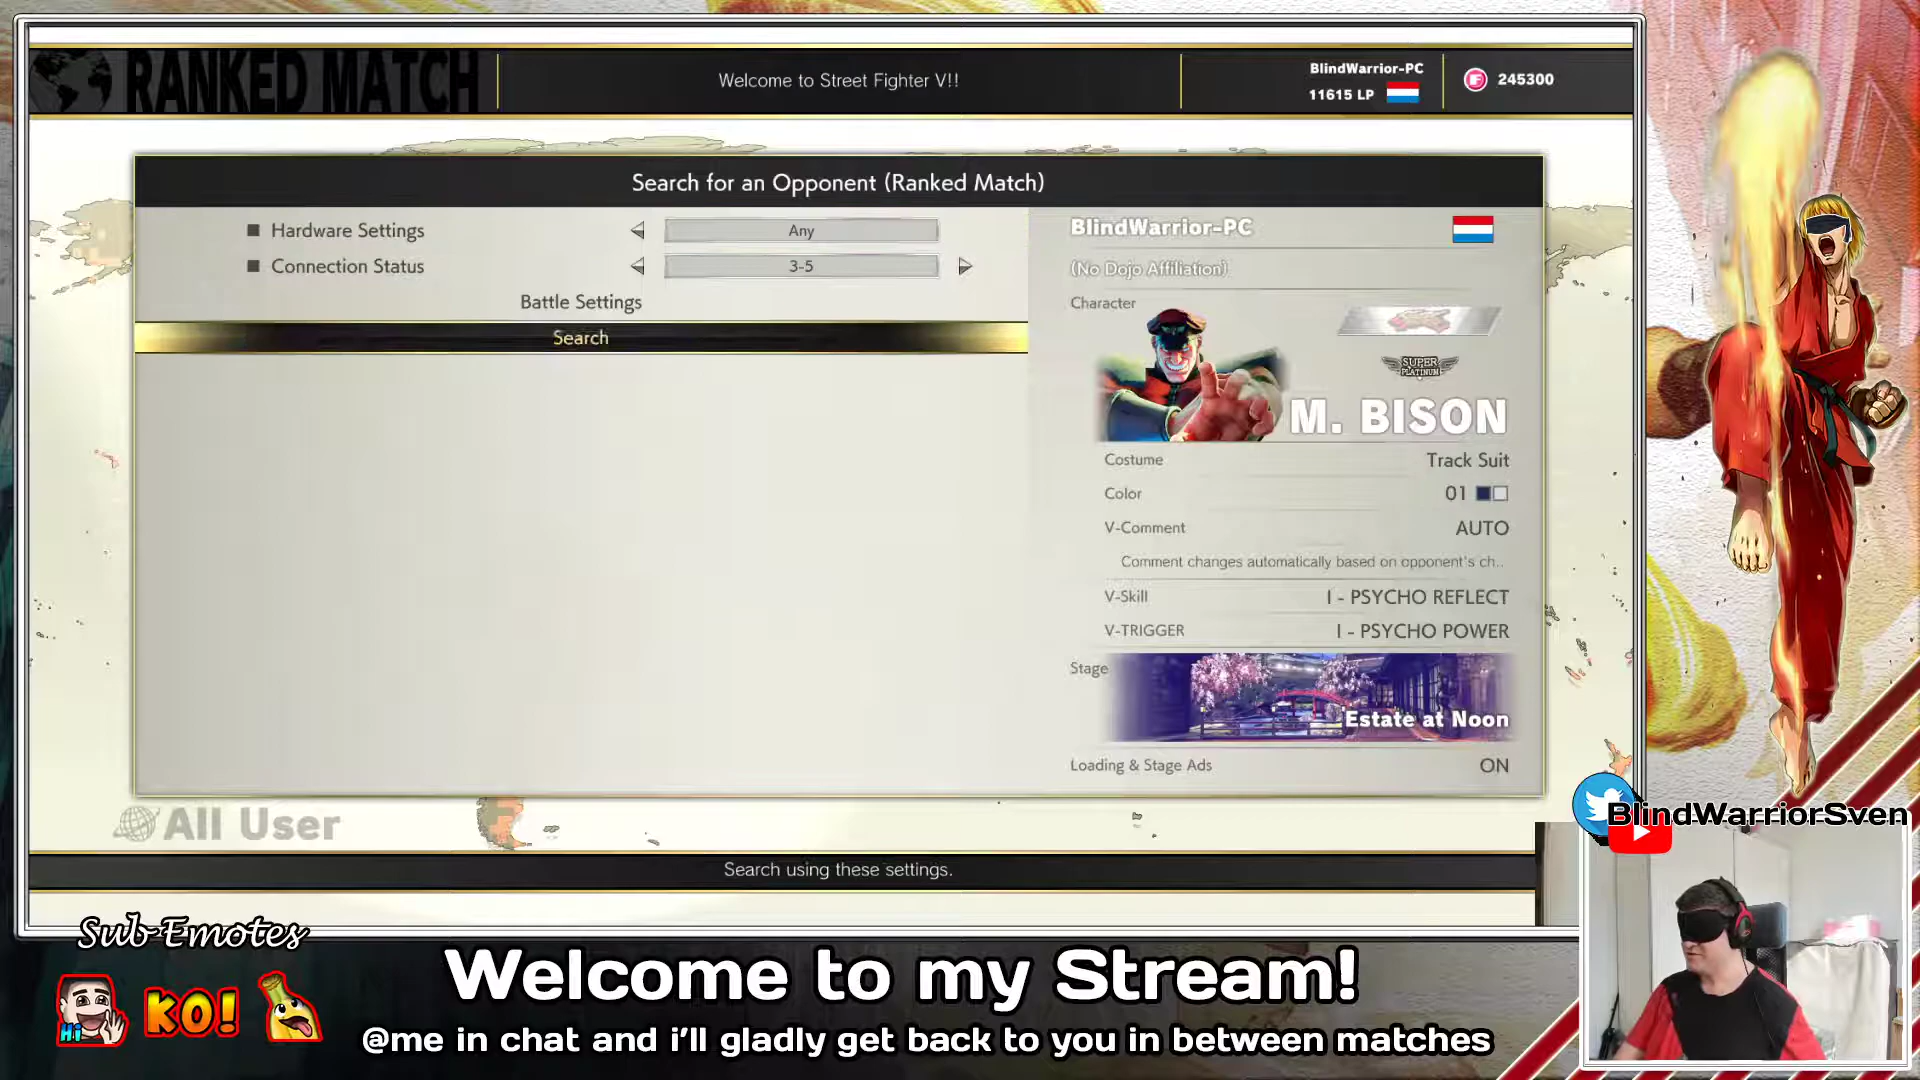 RANKED MATCH
Welcome to Street Fighter V!!
BlindWarrior-PC
11615 LP
F 245300
Search for an Opponent (Ranked Match)
Hardware Settings
Any
Connection Status
3-5
Battle Settings
Search
BlindWarrior-PC
(No Dojo Affiliation)
Character
SUPER
PLATINUM
M. BISON
Costume
Track Suit
Color
01
V-Comment
AUTO
Comment changes automatically based on opponent's ch..
V-Skill
I - PSYCHO REFLECT
V-TRIGGER
I - PSYCHO POWER
Stage
Estate at Noon
Loading & Stage Ads
ON
All User
Search using these settings.
BlindWarriorSven
Sub-Emotes
Hi
KO!
Welcome to my Stream!
@me in chat and i'll gladly get back to you in between matches